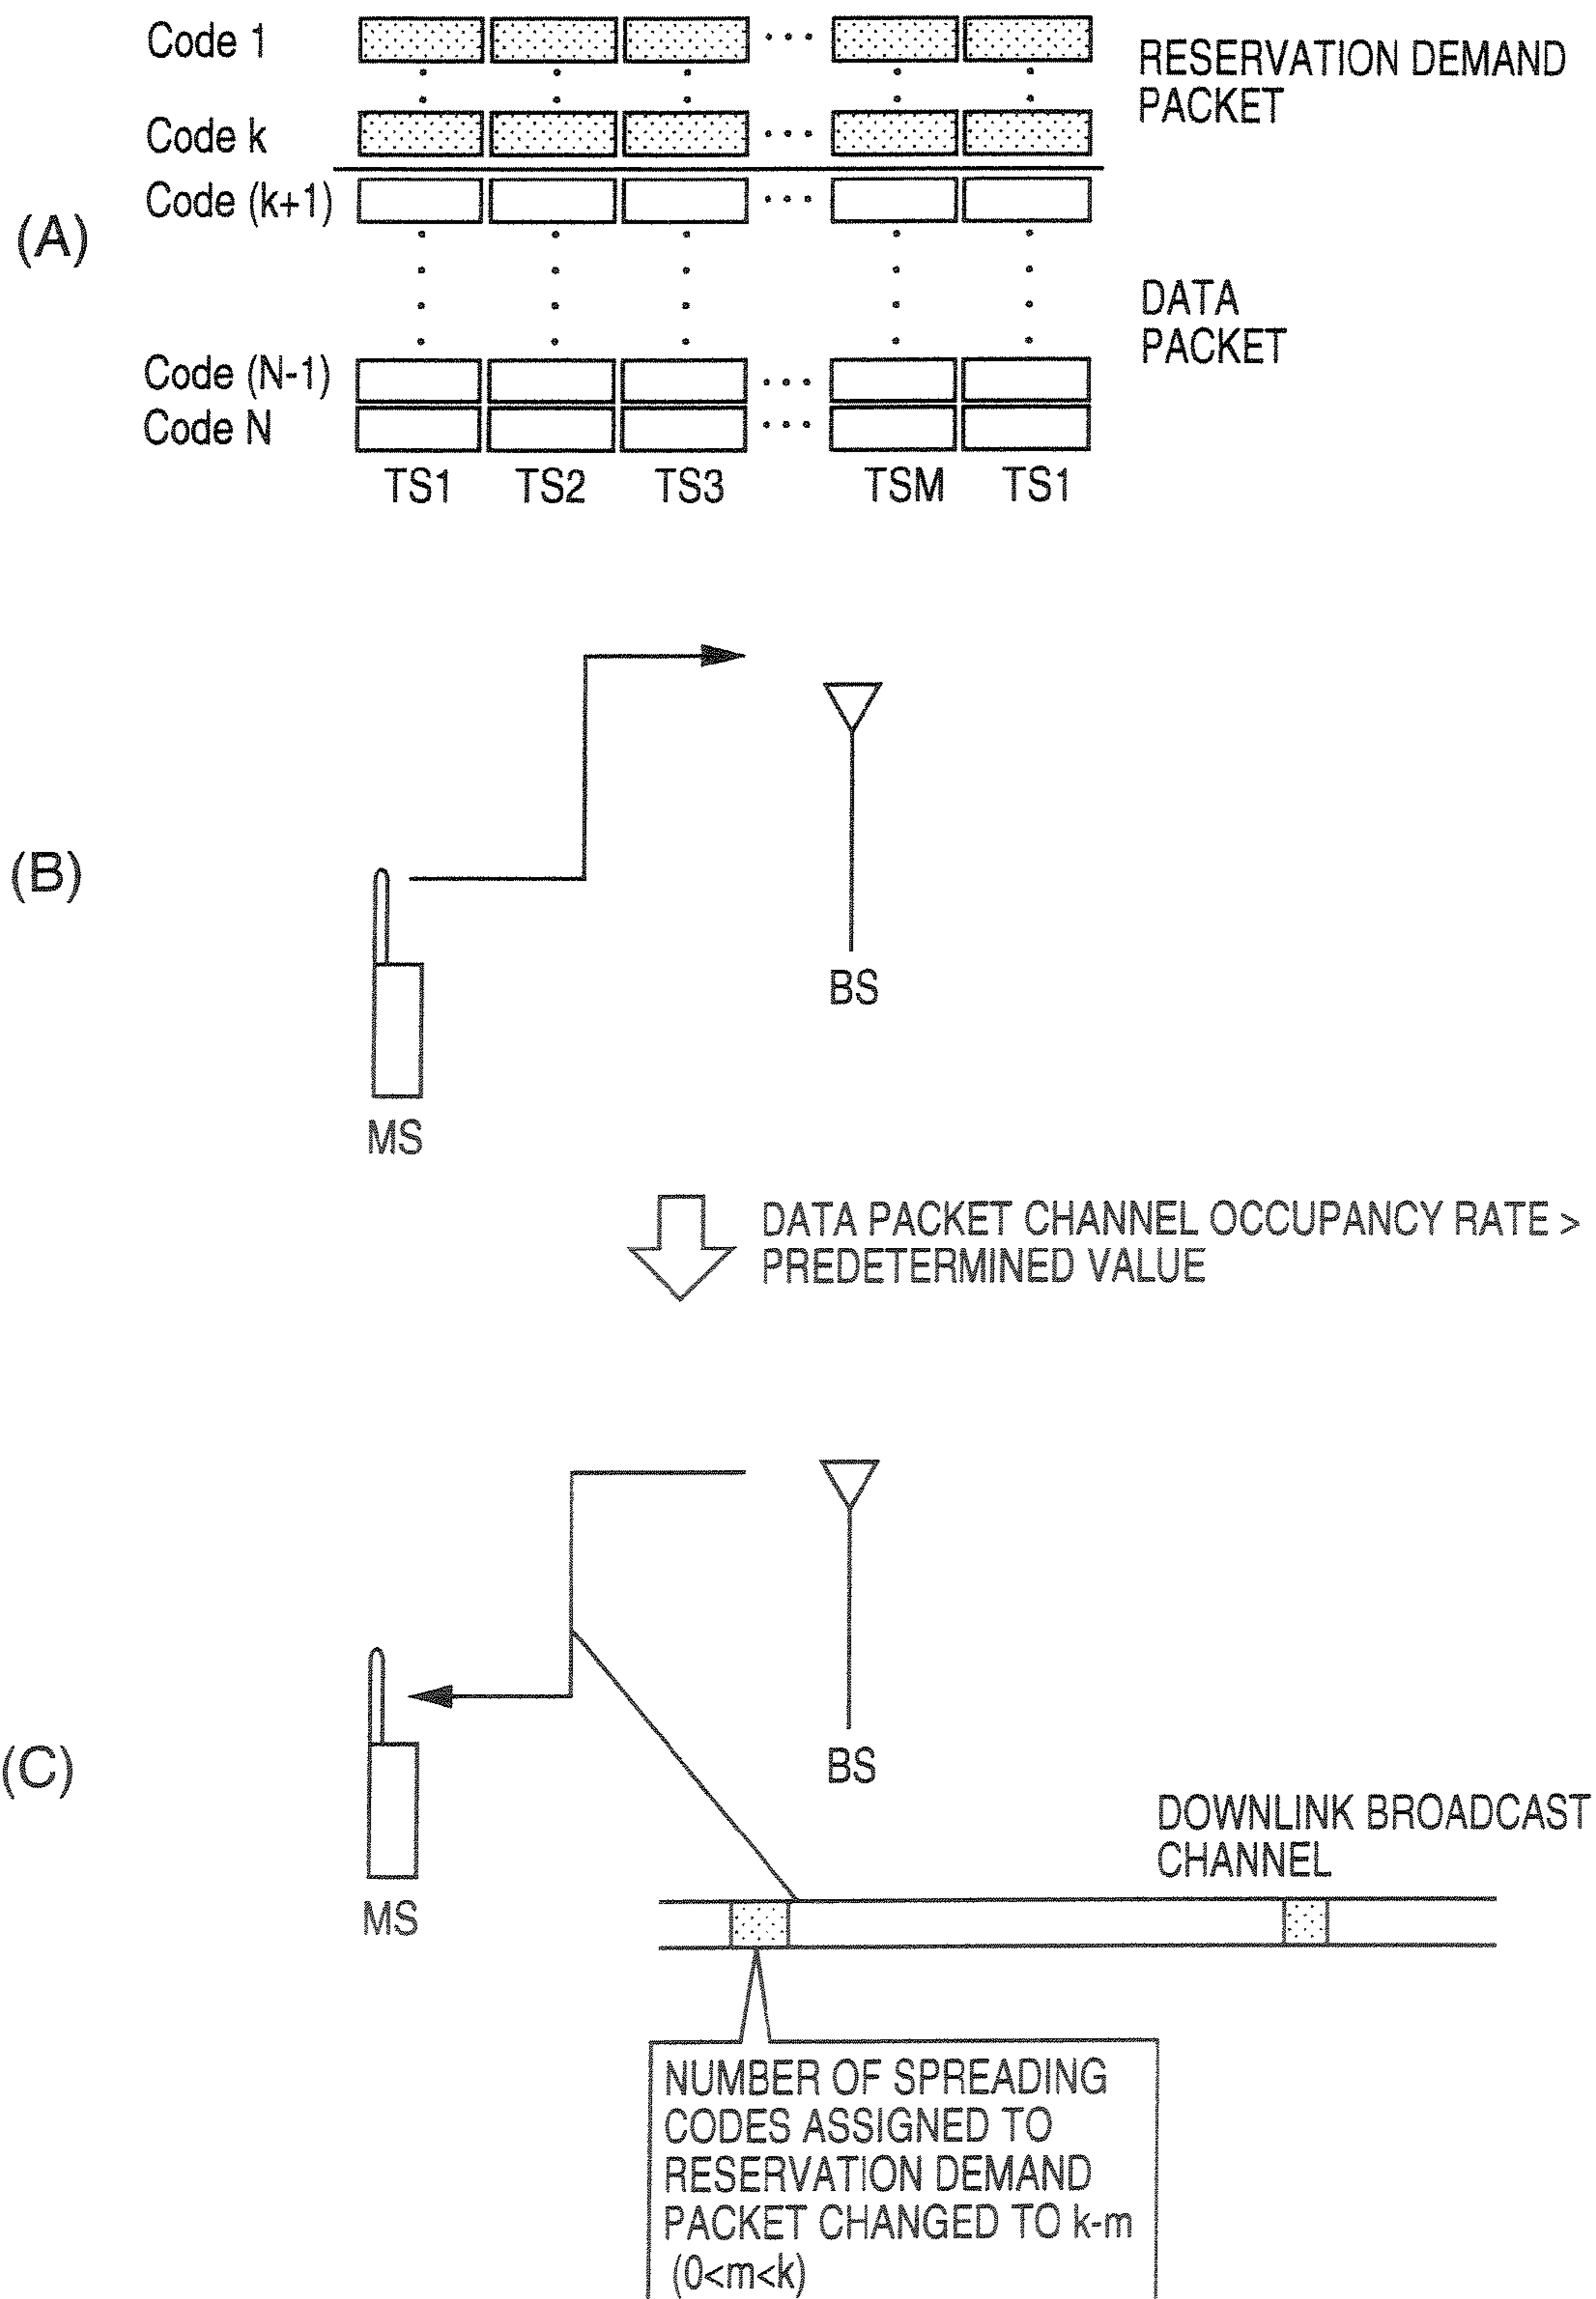 Code 1
RESERVATION DEMAND
PACKET
Code k
Code (k+1)
(A)
DATA
PACKET
Code (N-1)
Code N
TS1 TS2 TS3 TSM TS1
(B)
BS
MS
DATA PACKET CHANNEL OCCUPANCY RATE >
PREDETERMINED VALUE
(C)
BS
MS
DOWNLINK BROADCAST
CHANNEL
NUMBER OF SPREADING
CODES ASSIGNED TO
RESERVATION DEMAND
PACKET CHANGED TO k-m
(0<m<k)